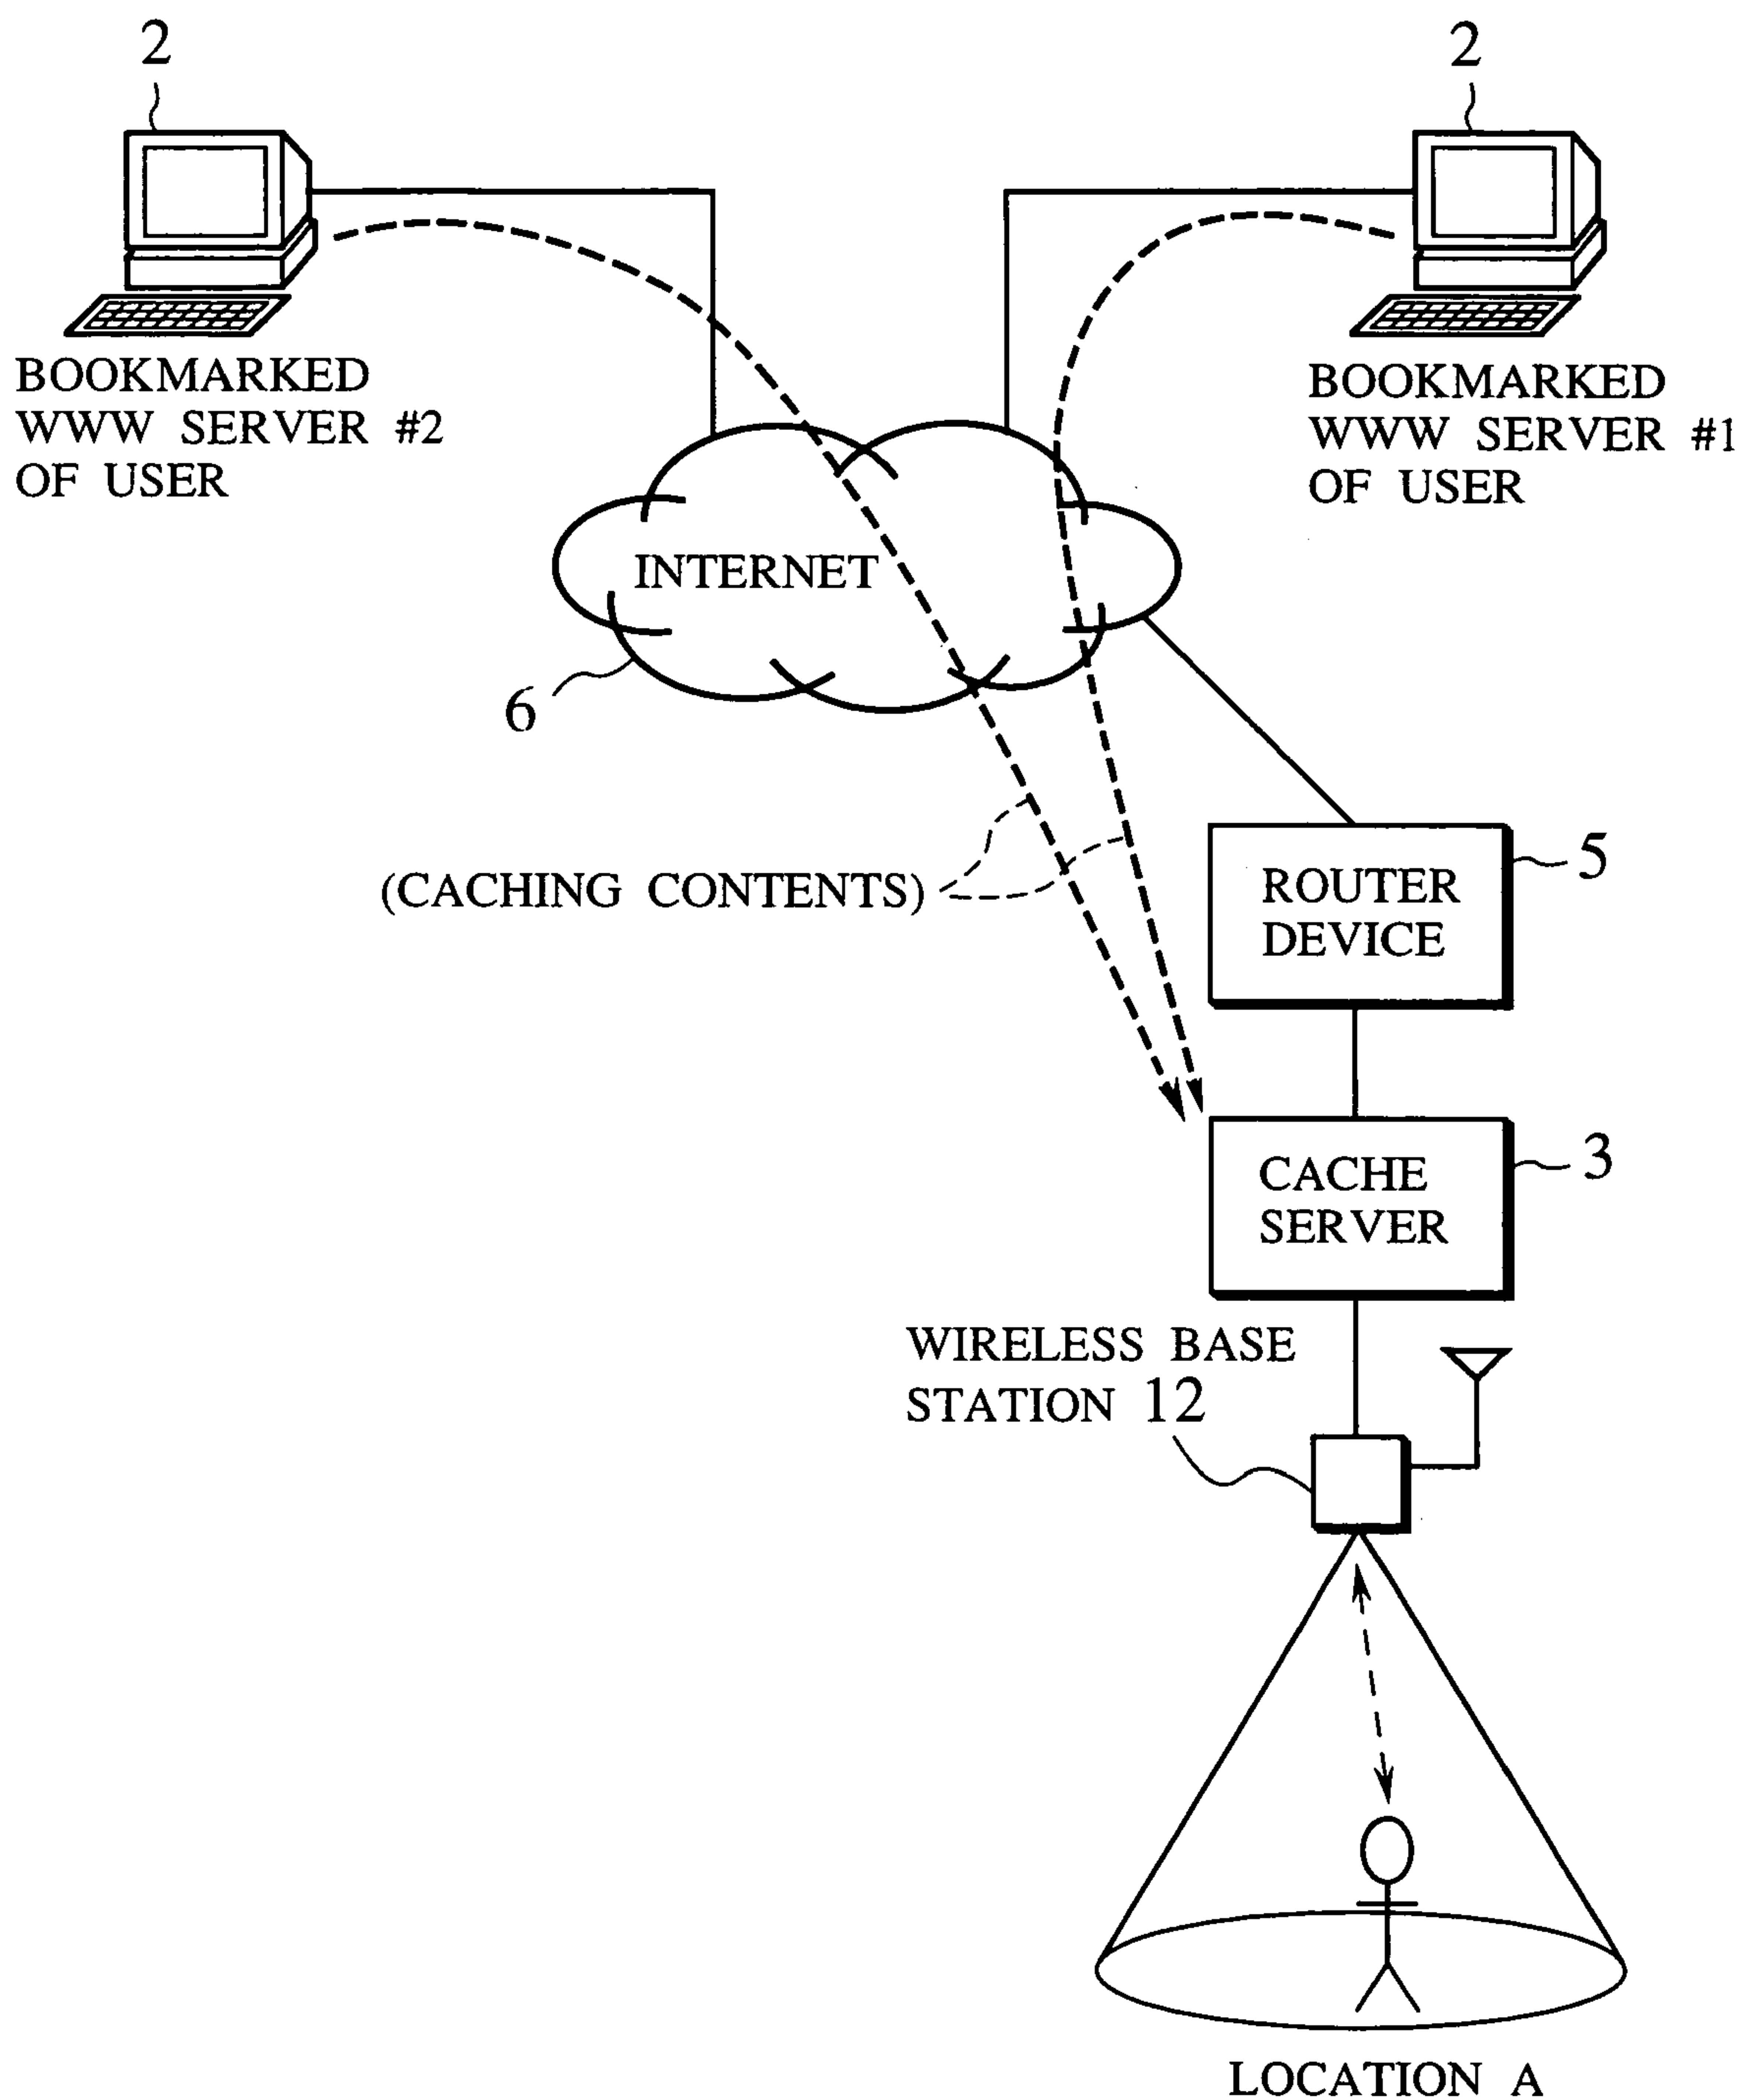 2
2
BOOKMARKED
WWW SERVER #2
OF USER
BOOKMARKED
WWW SERVER #1
OF USER
INTERNET
6
(CACHING CONTENTS)
ROUTER
DEVICE
5
CACHE
SERVER
3
WIRELESS BASE
STATION 12
LOCATION A